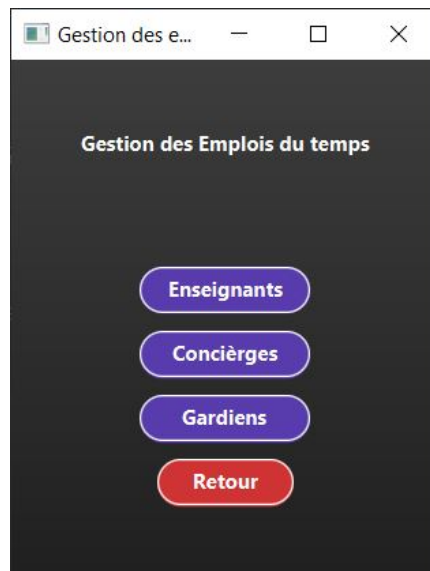 Gestion des e...
Gestion des Emplois du temps
Enseignants
Concièrges
Gardiens
Retour